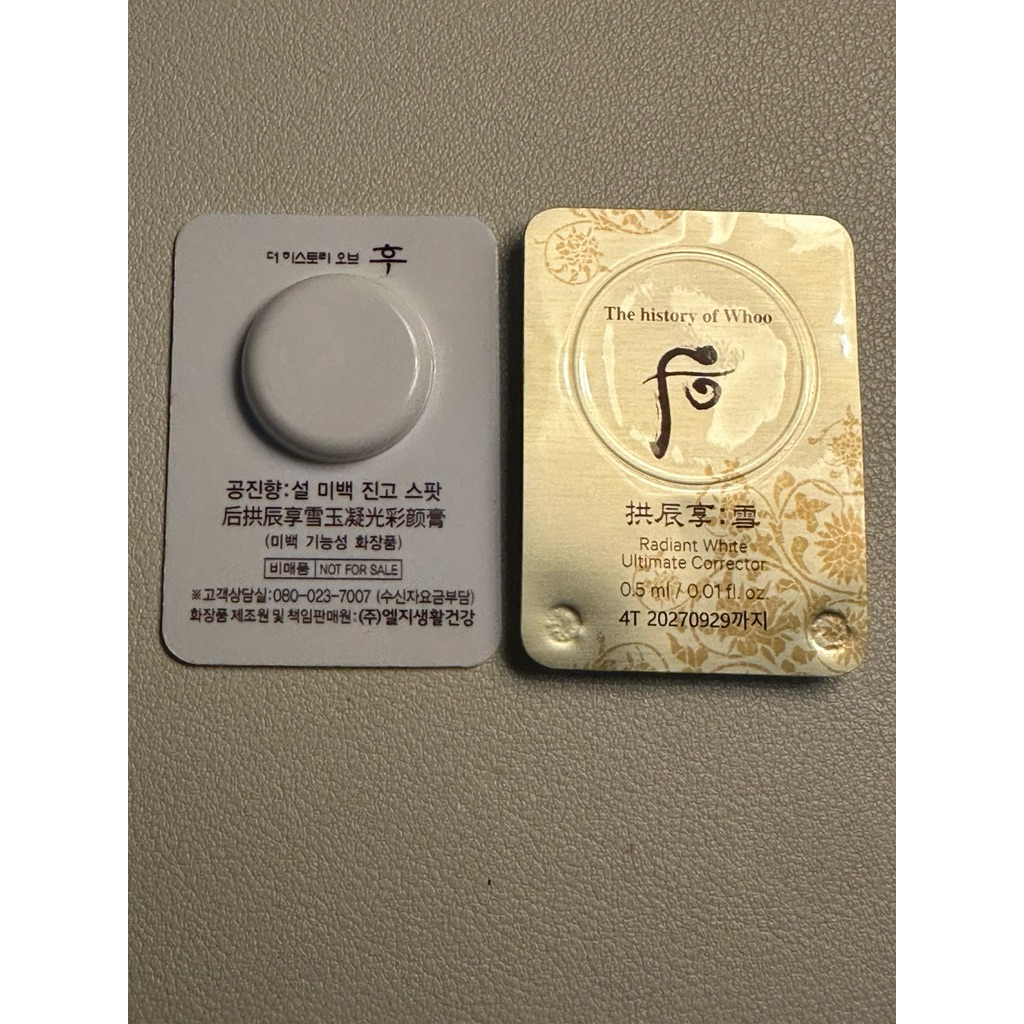 더 히스토리 오브 후
공진향:설 미백 진고 스팟
后拱辰享雪玉凝光彩颜膏
(미백 기능성 화장품)
비매품 NOT FOR SALE
※고객상담실:080-023-7007 (수신자요금부담)
화장품 제조원 및 책임판매원:(주)엘지생활건강
The history of Whoo
后
拱辰享:雪
Radiant White
Ultimate Corrector
0.5 ml / 0.01 fl. oz.
4T 20270929까지